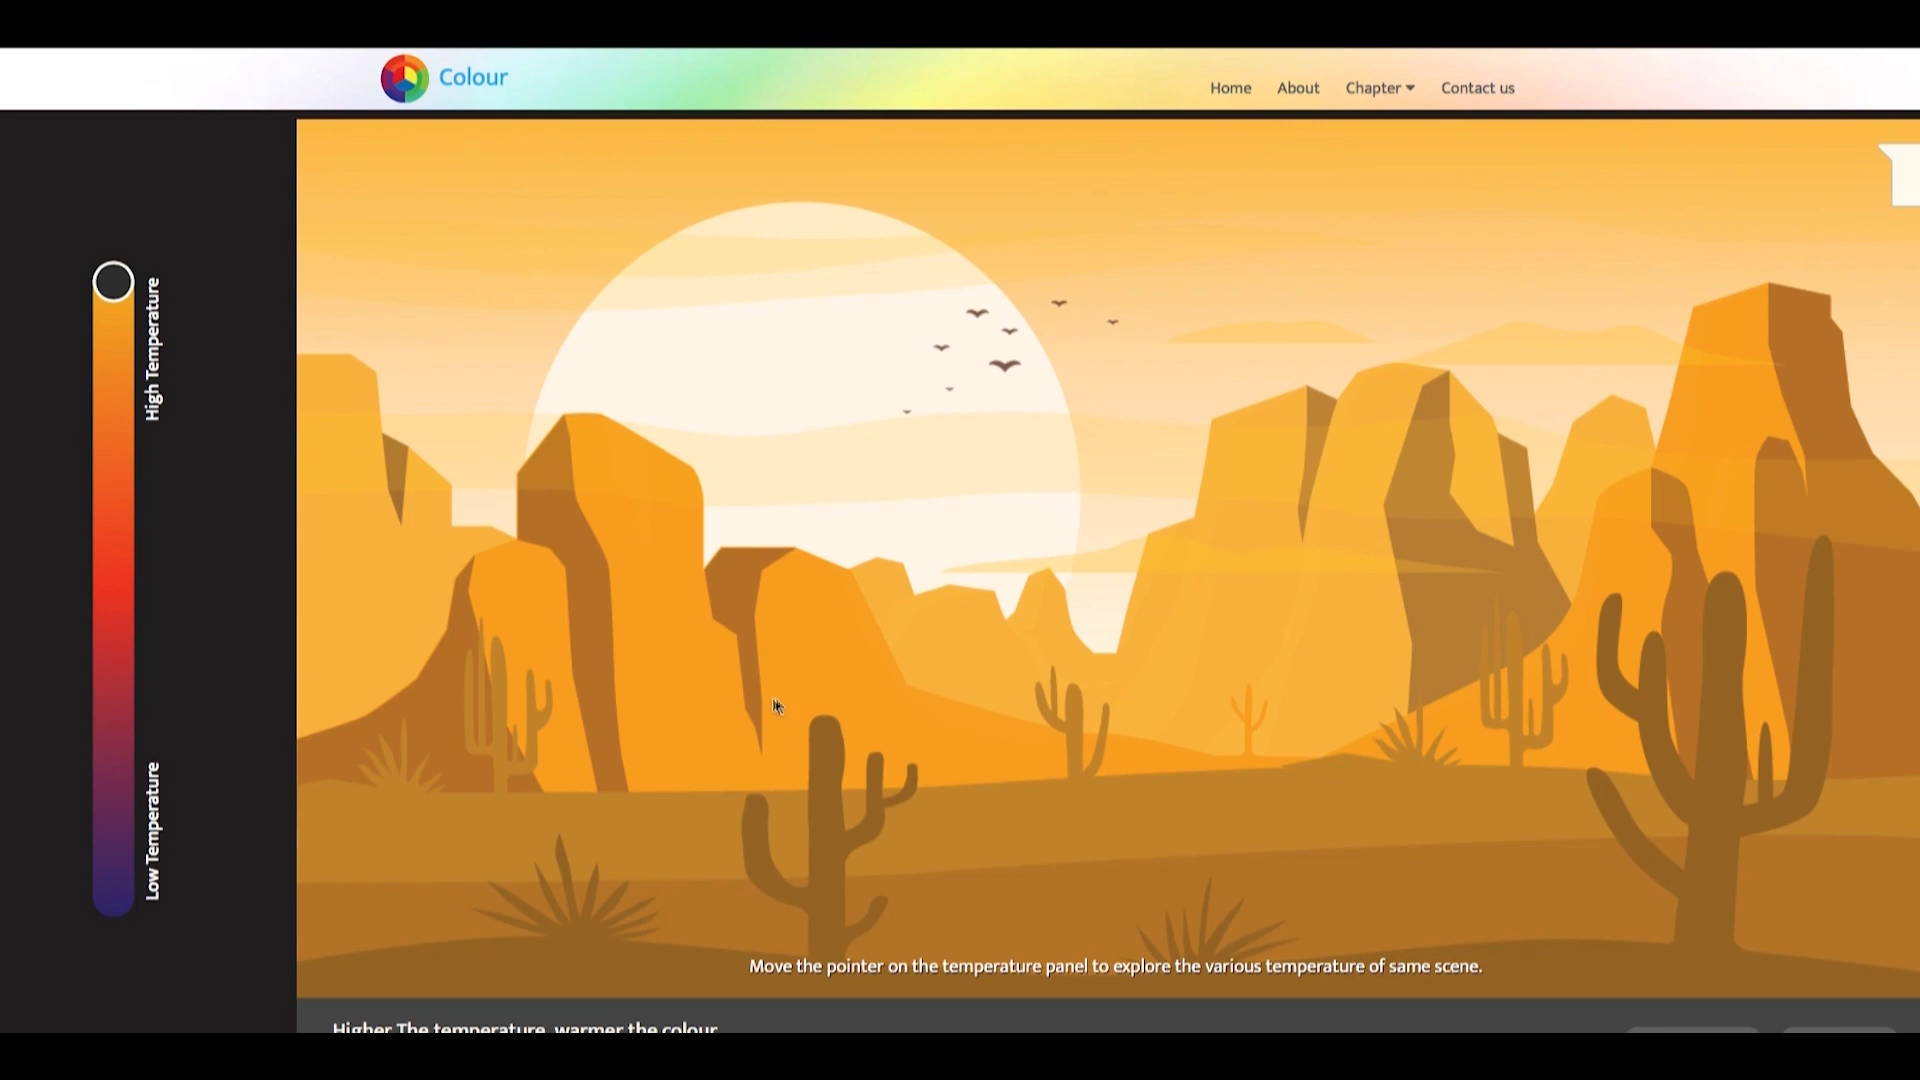 Colour
Home About Chapter Contact us
High Temperature
Low Temperature
Move the pointer on the temperature panel to explore the various temperature of same scene.
Higher The temperature, warmer the colour